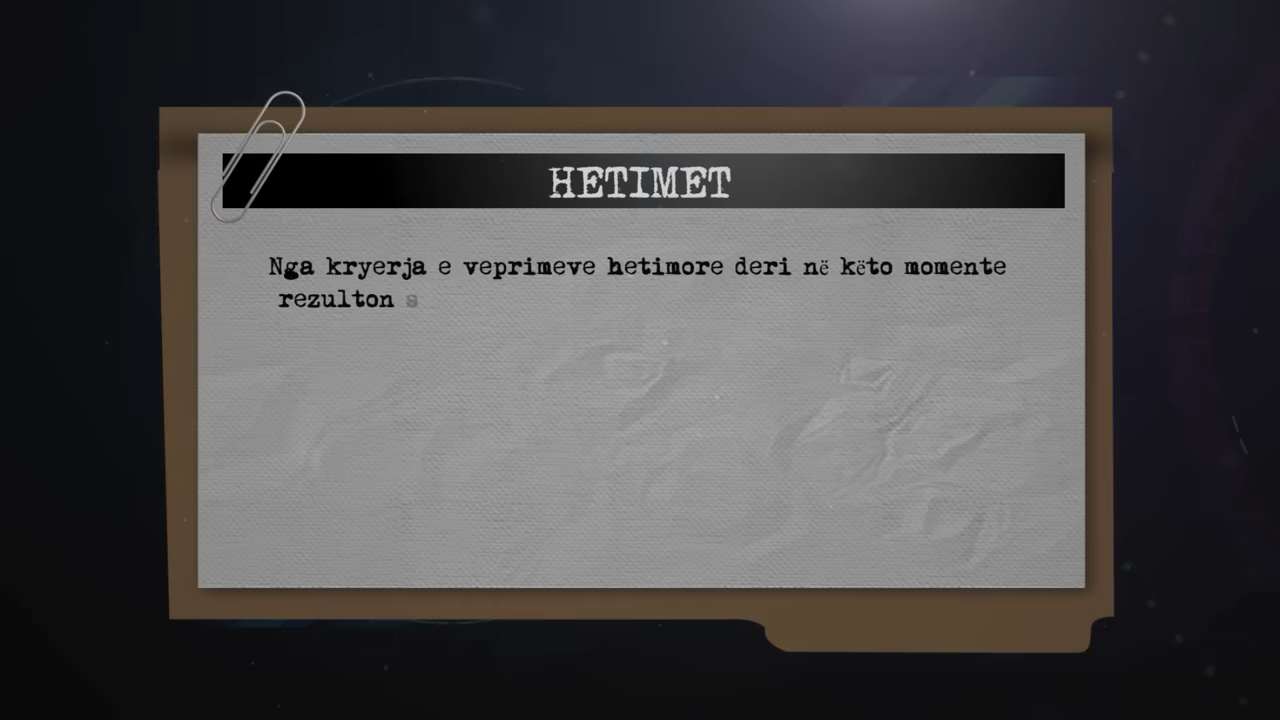 HETIMET
Nga kryerja e veprimeve hetimore deri në këto momente
rezulton s